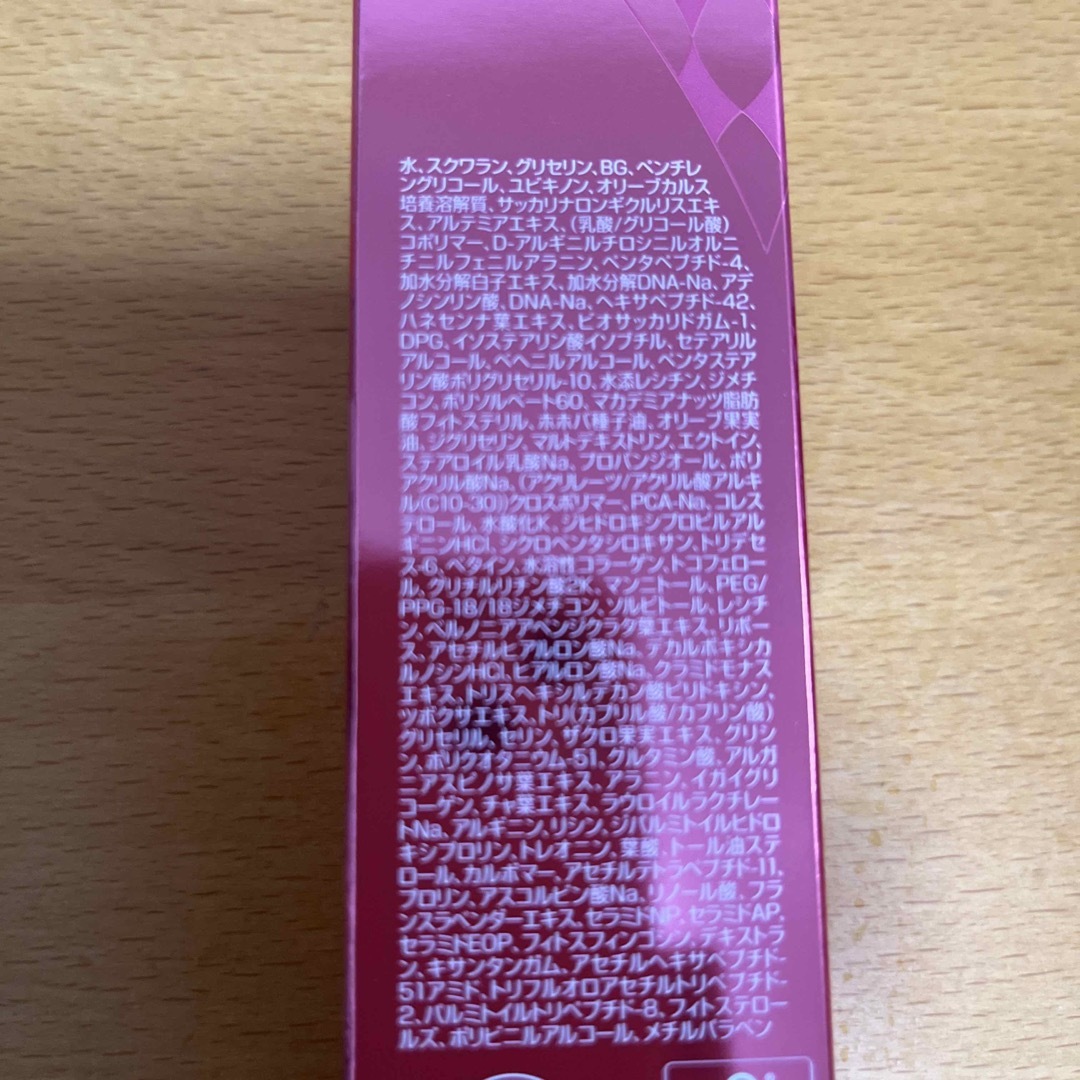 水、スクワラン、グリセリン、BG、ペンチレ
ングリコール、ユビキノン、オリーブカルス
培養溶解質、サッカリナロンギクルリスエキ
ス、アルテミアエキス、(乳酸/グリコール酸)
コポリマー、D-アルギニルチロシニルオルニ
チニルフェニルアラニン、ペンタペプチド-4、
加水分解白子エキス、加水分解DNA-Na、アデ
ノシンリン酸、DNA-Na、ヘキサペプチド-42、
ハネセンナ葉エキス、ビオサッカリドガム-1、
DPG、イソステアリン酸イソプチル、セテアリル
アルコール、ベヘニルアルコール、ペンタステア
リン酸ポリグリセリル-10、水添レシチン、ジメチ
コン、ポリソルベート60、マカデミアナッツ脂肪
酸フィトステリル、ホホバ種子油、オリーブ果実
油、ジグリセリン、マルトデキストリン、エクトイン、
ステアロイル乳酸Na、プロパンジオール、ポリ
アクリル酸Na、(アクリレーツ/アクリル酸アルキ
ル(C10-30))クロスポリマー、PCA-Na、コレス
テロール、水酸化K、ジヒドロキシプロピルアル
ギニンHCl、シクロペンタシロキサン、トリデセ
ス-6、ベタイン、水溶性コラーゲン、トコフェロー
ル、グリチルリチン酸2K、マンニトール、PEG/
PPG-18/18ジメチコン、ソルビトール、レシチ
ン、ベルノニアアペンジクラタ葉エキス、リボー
ス、アセチルヒアルロン酸Na、デカルボキシカ
ルノシンHCl、ヒアルロン酸Na、クラミドモナス
エキス、トリスヘキシルデカン酸ピリドキシン、
ツボクサエキス、トリ(カプリル酸/カプリン酸)
グリセリル、セリン、ザクロ果実エキス、グリシ
ン、ポリクオタニウム-51、グルタミン酸、アルガ
ニアスピノサ葉エキス、アラニン、イガイグリ
コーゲン、チャ葉エキス、ラウロイルラクチレー
トNa、アルギニン、リシン、ジパルミトイルヒドロ
キシプロリン、トレオニン、葉酸、トール油ステ
ロール、カルボマー、アセチルテトラペプチド-11、
プロリン、アスコルビン酸Na、リノール酸、フラ
ンスラベンダーエキス、セラミドNP、セラミドAP、
セラミドEOP、フィトスフィンゴシン、デキストラ
ン、キサンタンガム、アセチルヘキサペプチド-
51アミド、トリフルオロアセチルトリペプチド-
2、パルミトイルトリペプチド-8、フィトステロー
ルズ、ポリビニルアルコール、メチルパラベン